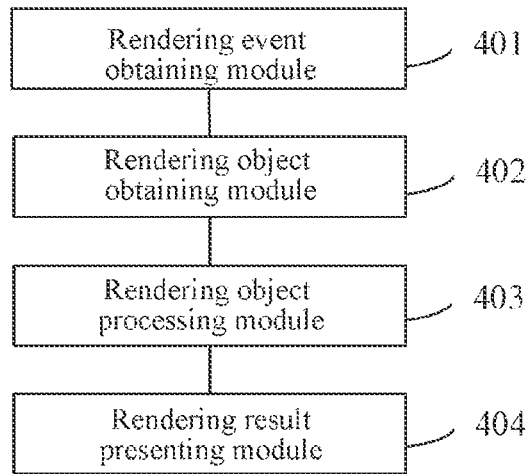 Rendering event
obtaining module
401
Rendering object
obtaining module
402
Rendering object
processing module
403
Rendering result
presenting module
404